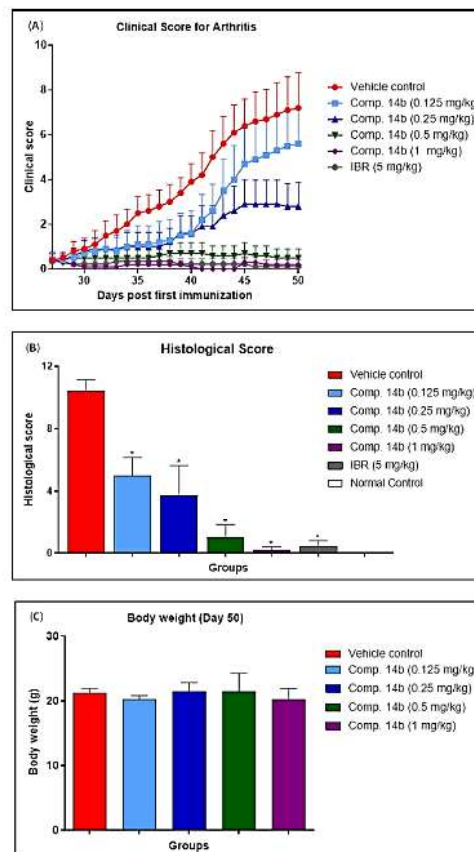 (A)
Clinical Score for Arthritis
10
8
6
4
2
0
Clinical score
30
35
40
45
50
Days post first immunization
Vehicle control
Comp. 14b (0.125 mg/kg)
Comp. 14b (0.25 mg/kg)
Comp. 14b (0.5 mg/kg)
Comp. 14b (1 mg/kg)
IBR (5 mg/kg)
(B)
Histological Score
12
8
4
0
Histological score
*
*
*
*
*
Groups
Vehicle control
Comp. 14b (0.125 mg/kg)
Comp. 14b (0.25 mg/kg)
Comp. 14b (0.5 mg/kg)
Comp. 14b (1 mg/kg)
IBR (5 mg/kg)
Normal Control
(C)
Body weight (Day 50)
30
20
10
0
Body weight (g)
Groups
Vehicle control
Comp. 14b (0.125 mg/kg)
Comp. 14b (0.25 mg/kg)
Comp. 14b (0.5 mg/kg)
Comp. 14b (1 mg/kg)